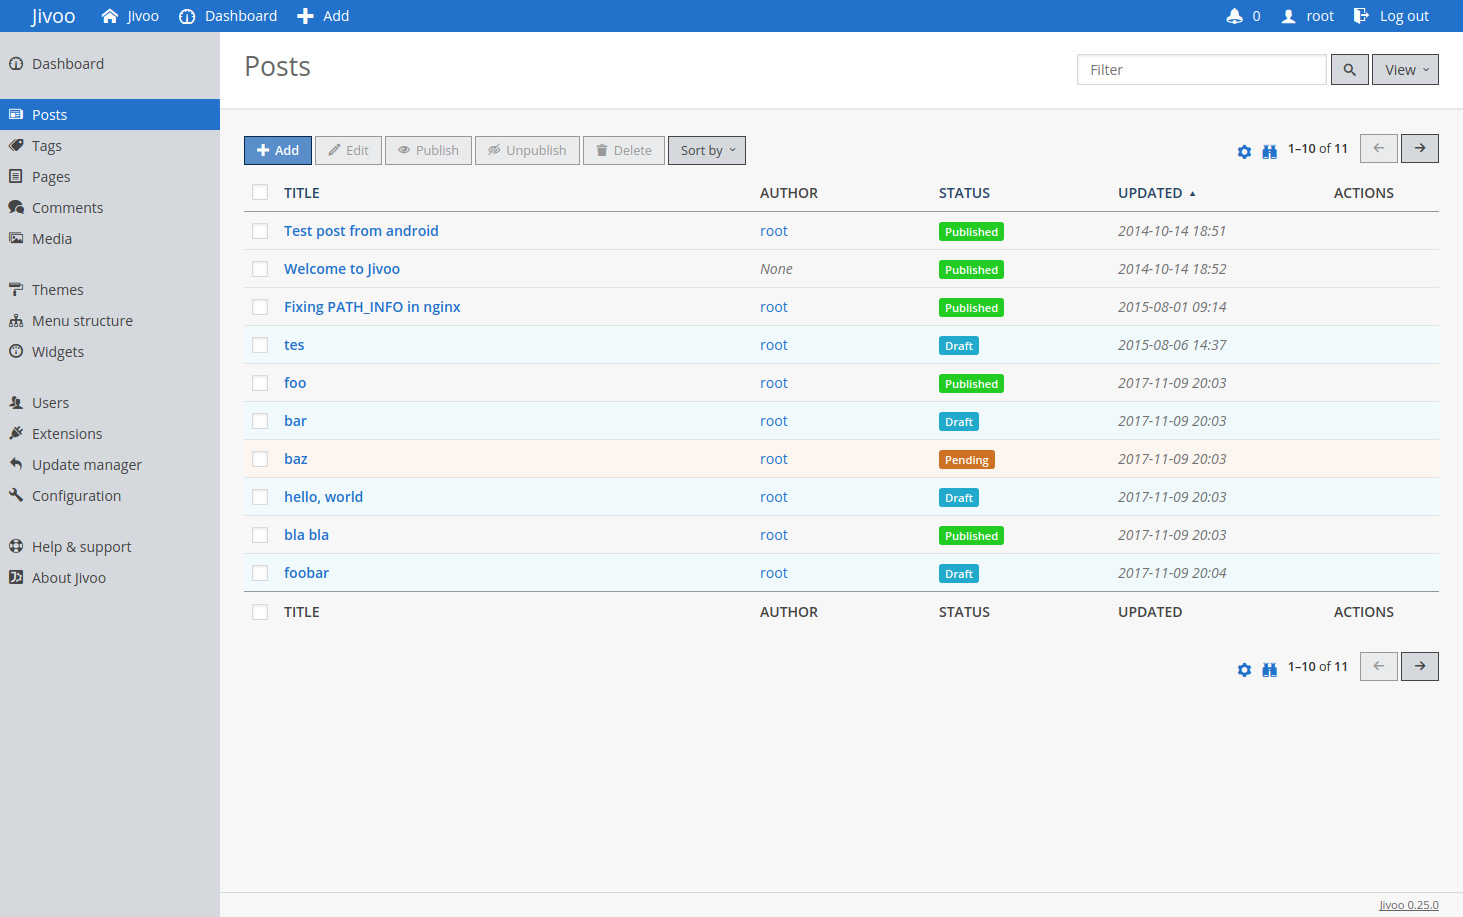 Jivoo Jivoo Dashboard Add 0 root Log out
Dashboard
Posts
Tags
Pages
Comments
Media
Themes
Menu structure
Widgets
Users
Extensions
Update manager
Configuration
Help & support
About Jivoo
Posts Filter View
Add Edit Publish Unpublish Delete Sort by 1–10 of 11
TITLE AUTHOR STATUS UPDATED ACTIONS
Test post from android root Published 2014-10-14 18:51
Welcome to Jivoo None Published 2014-10-14 18:52
Fixing PATH_INFO in nginx root Published 2015-08-01 09:14
tes root Draft 2015-08-06 14:37
foo root Published 2017-11-09 20:03
bar root Draft 2017-11-09 20:03
baz root Pending 2017-11-09 20:03
hello, world root Draft 2017-11-09 20:03
bla bla root Published 2017-11-09 20:03
foobar root Draft 2017-11-09 20:04
TITLE AUTHOR STATUS UPDATED ACTIONS
1–10 of 11
Jivoo 0.25.0